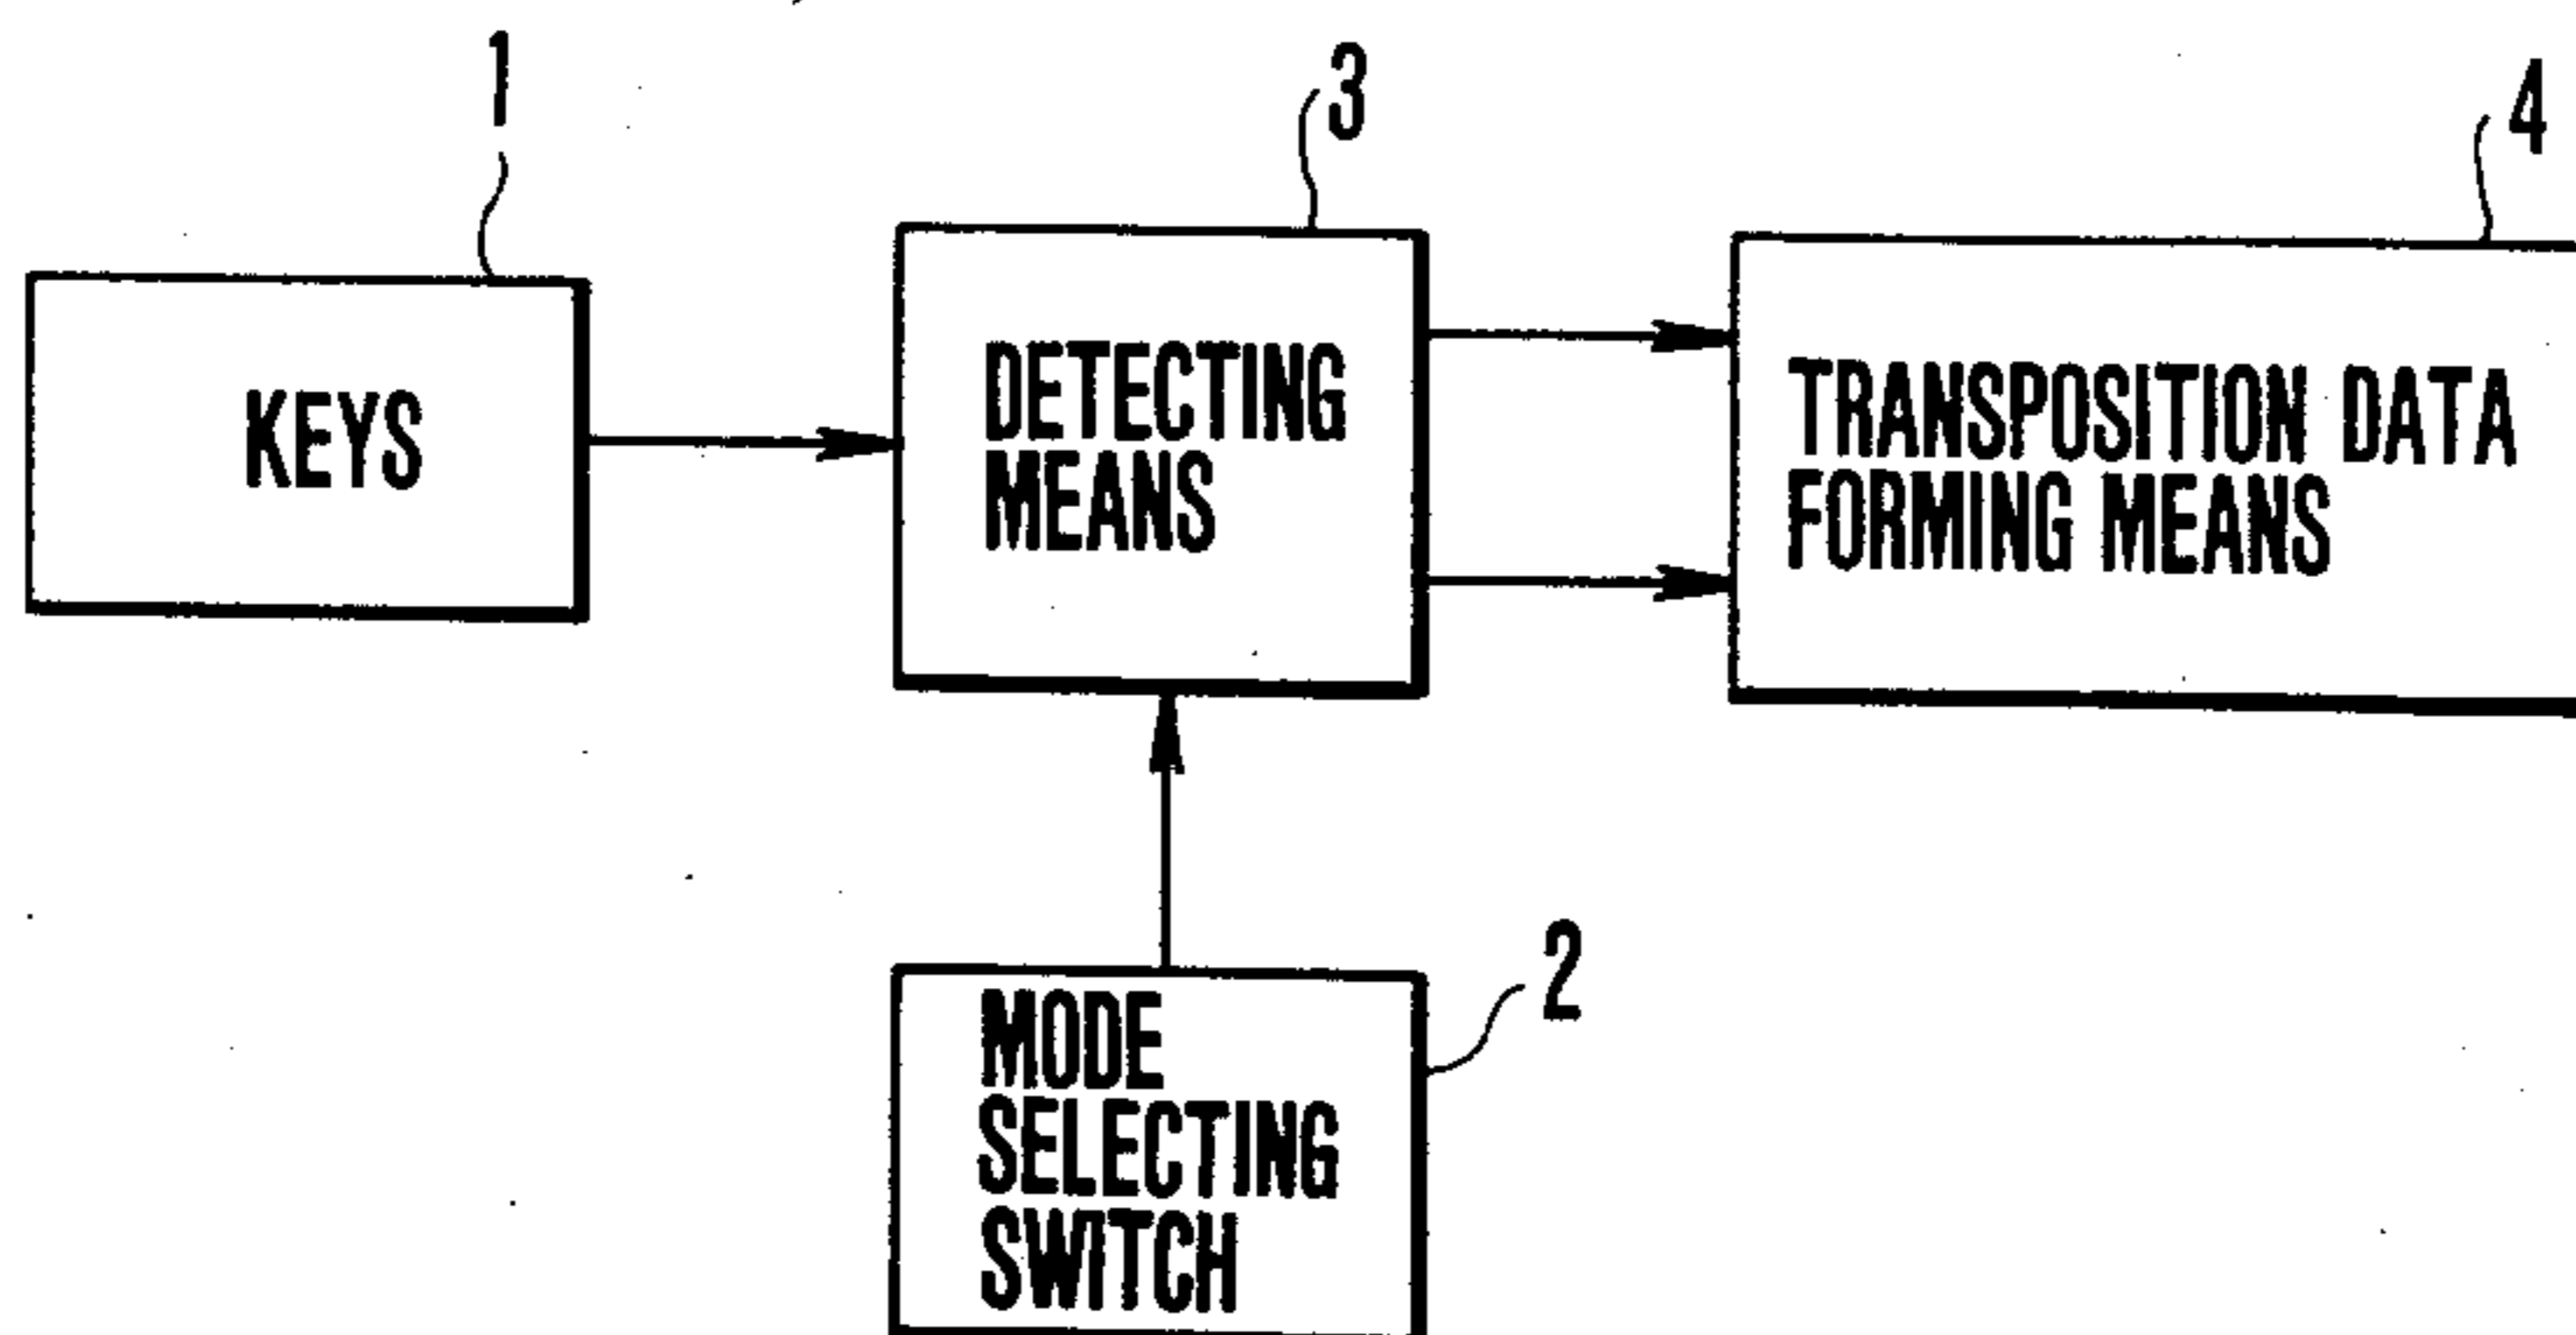 1
3
4
KEYS
DETECTING
MEANS
TRANSPOSITION DATA
FORMING MEANS
2
MODE
SELECTING
SWITCH